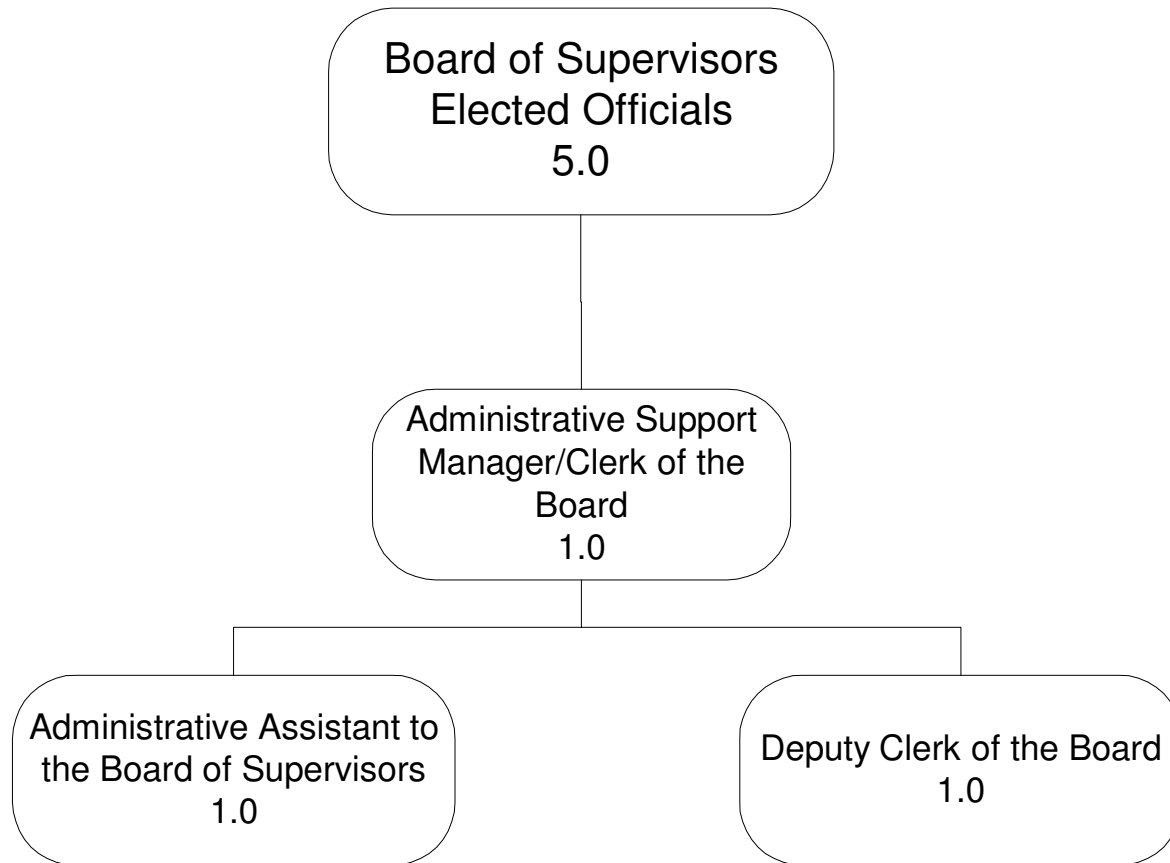 Board of Supervisors
Elected Officials
5.0
Administrative Support
Manager/Clerk of the
Board
1.0
Administrative Assistant to
the Board of Supervisors
1.0
Deputy Clerk of the Board
1.0